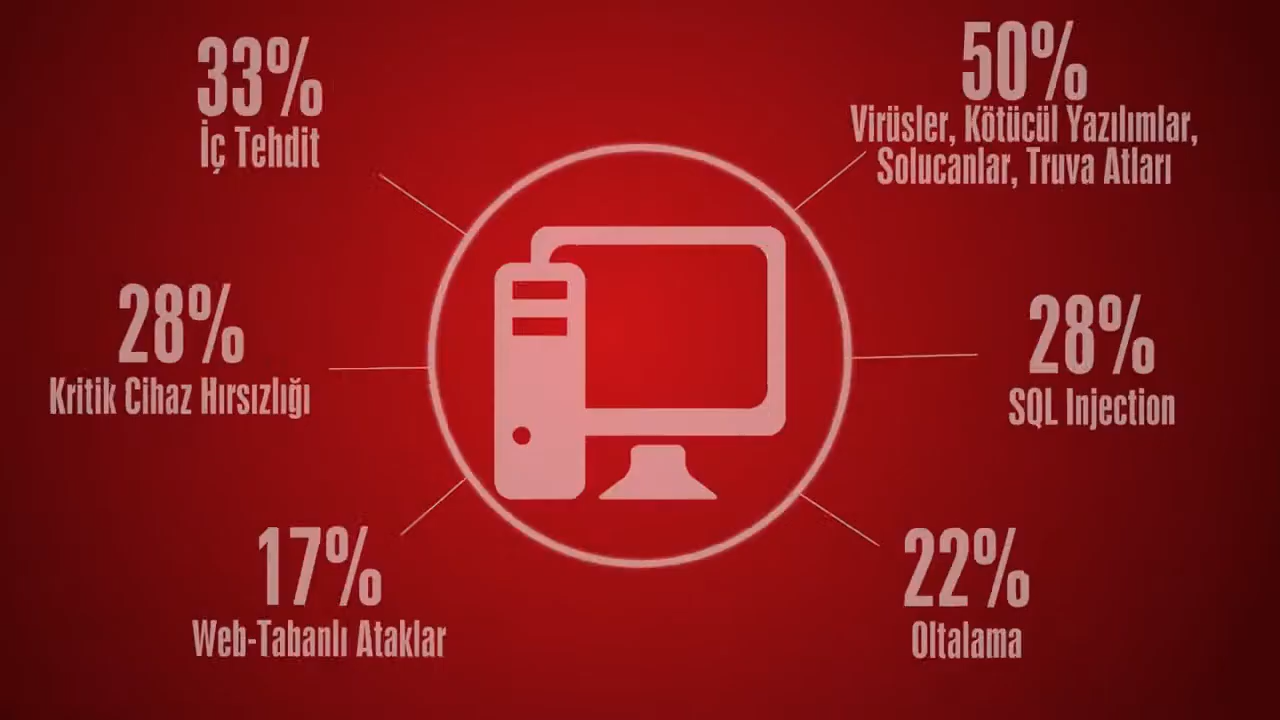 33%
İç Tehdit
50%
Virüsler, Kötücül Yazılımlar,
Solucanlar, Truva Atları
28%
Kritik Cihaz Hırsızlığı
28%
SQL Injection
17%
Web-Tabanlı Ataklar
22%
Oltalama